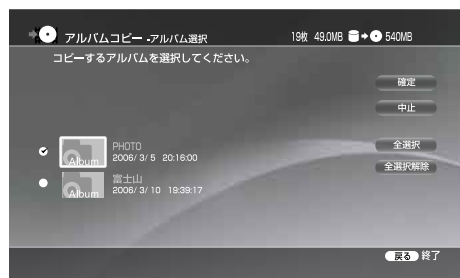 アルバムコピー -アルバム選択 19枚 49.0MB 540MB
コピーするアルバムを選択してください。
確定
中止
全選択
全選択解除
Album PHOTO
2006/ 3/ 5 20:16:00
Album 富士山
2006/ 3/ 10 19:39:17
戻る 終了